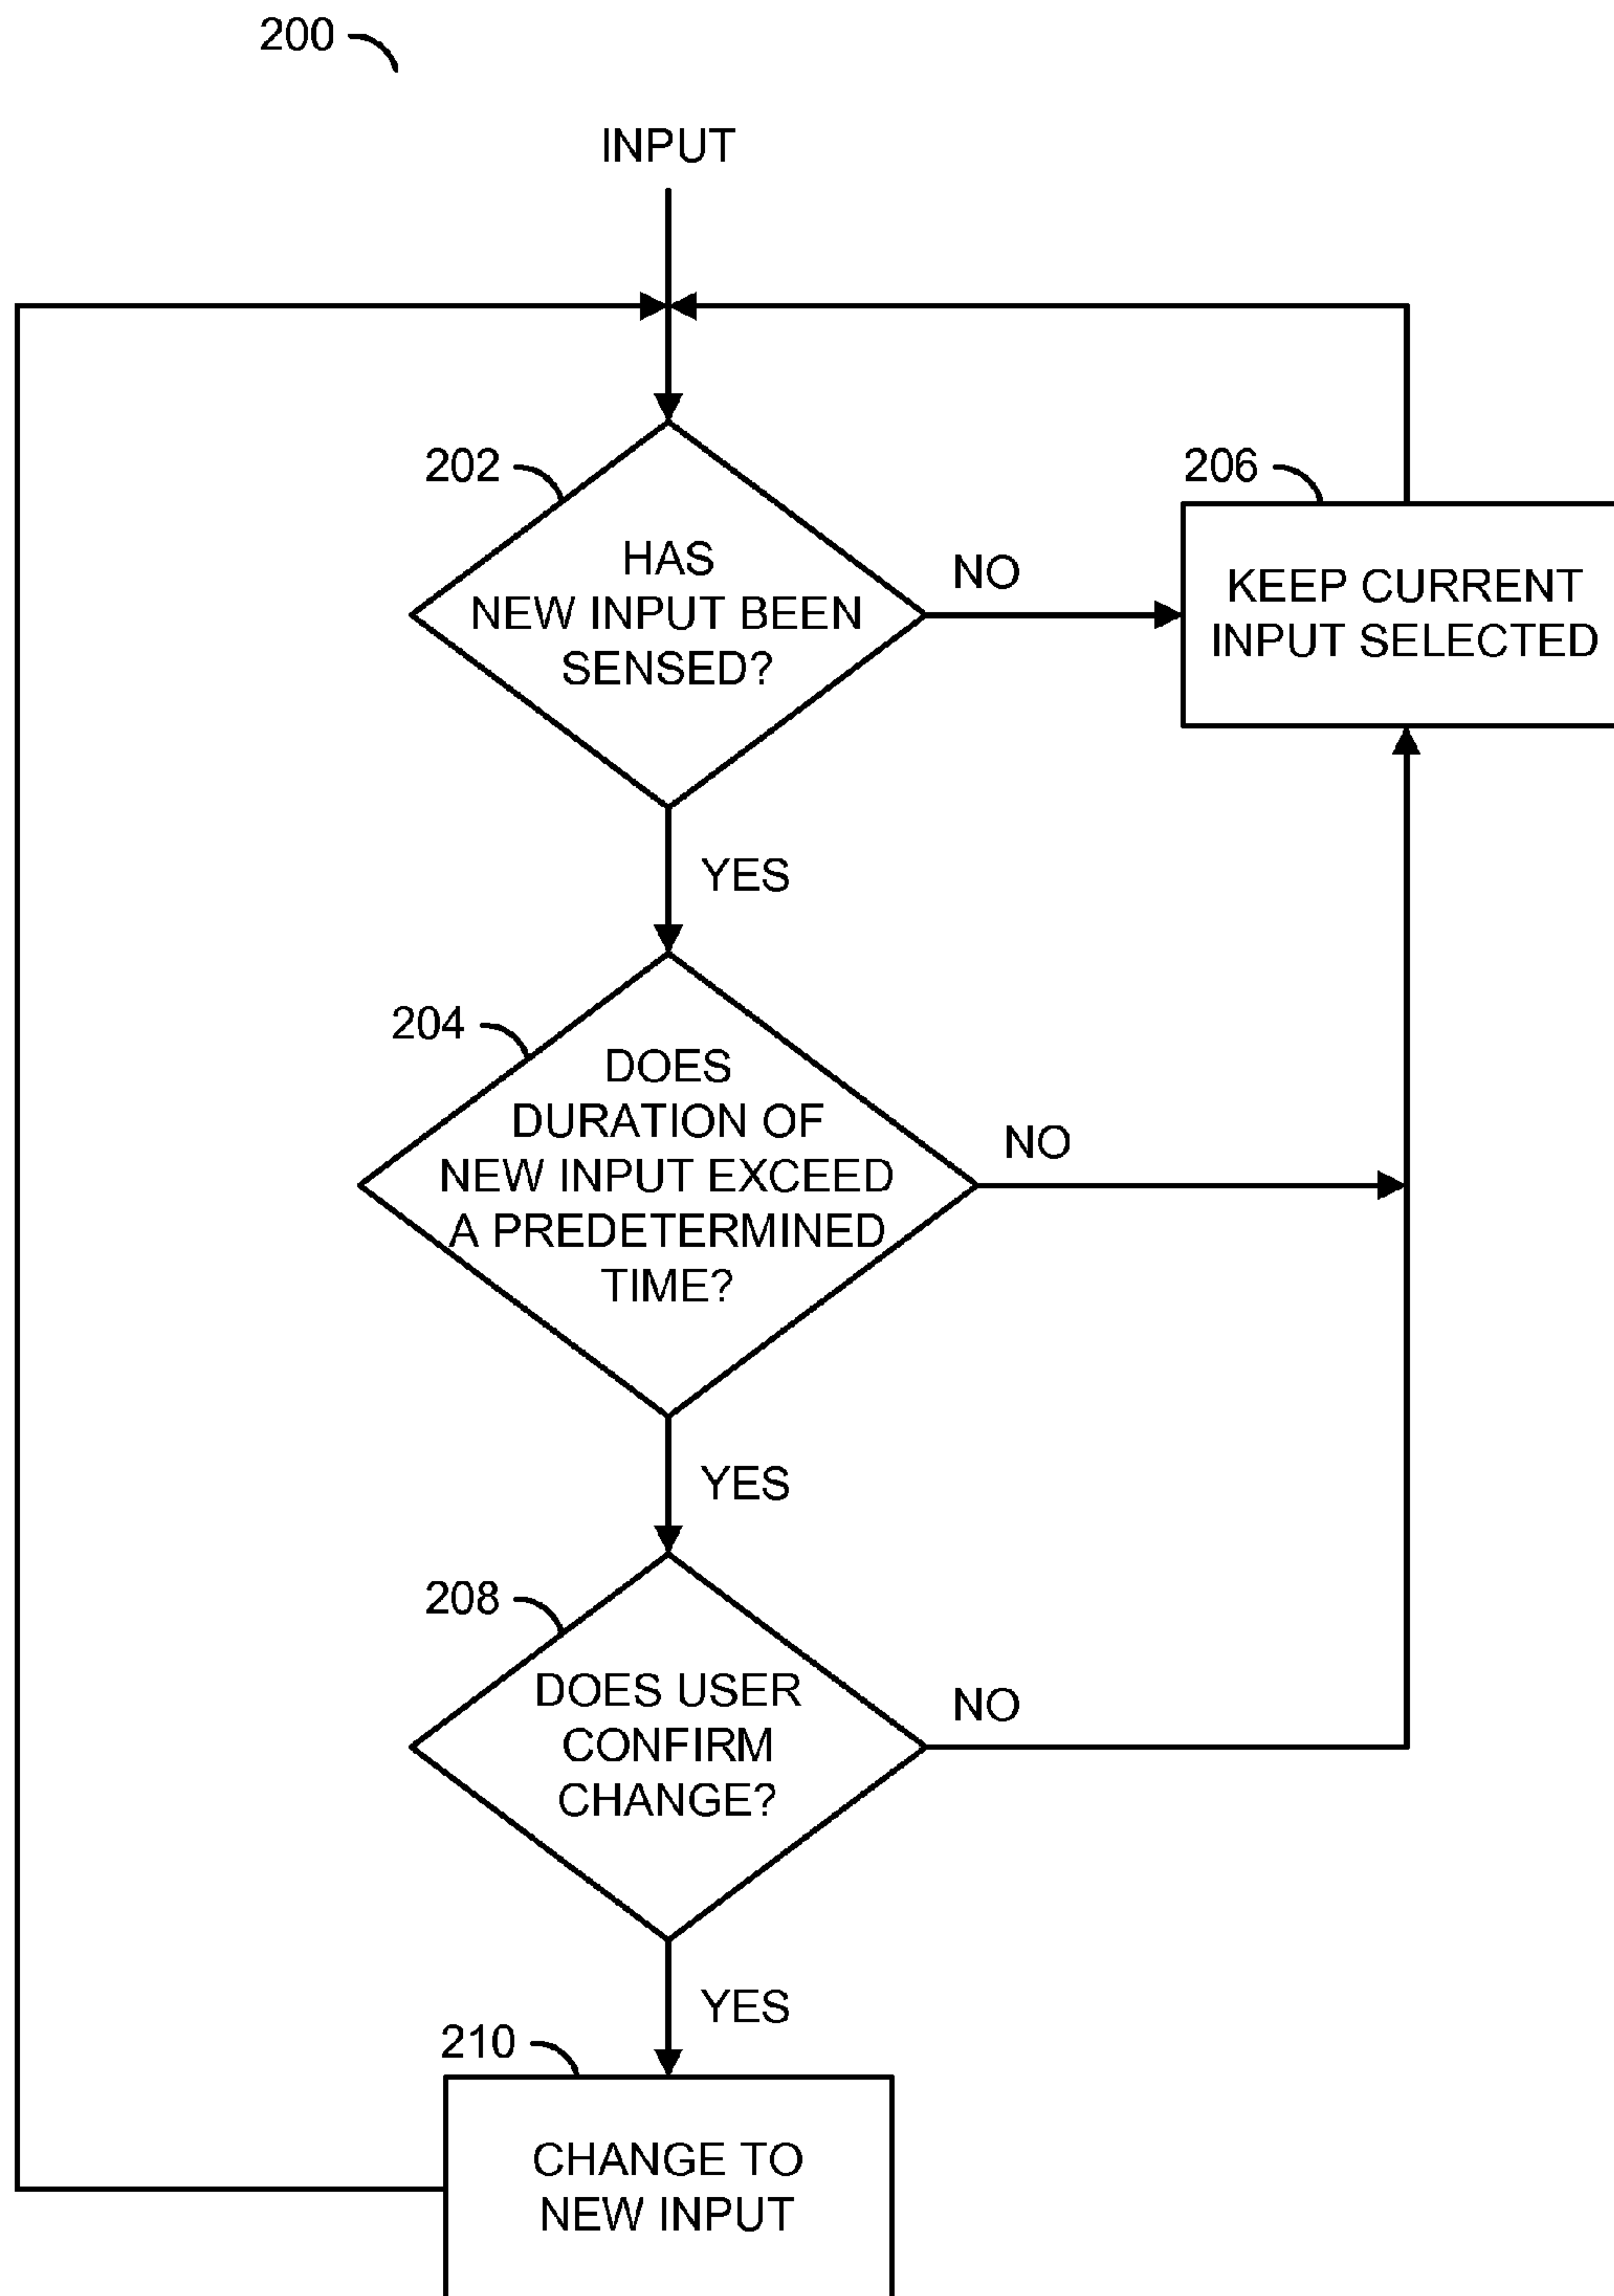 200
INPUT
202
HAS
NEW INPUT BEEN
SENSED?
NO
206
KEEP CURRENT
INPUT SELECTED
YES
204
DOES
DURATION OF
NEW INPUT EXCEED
A PREDETERMINED
TIME?
NO
YES
208
DOES USER
CONFIRM
CHANGE?
NO
YES
210
CHANGE TO
NEW INPUT